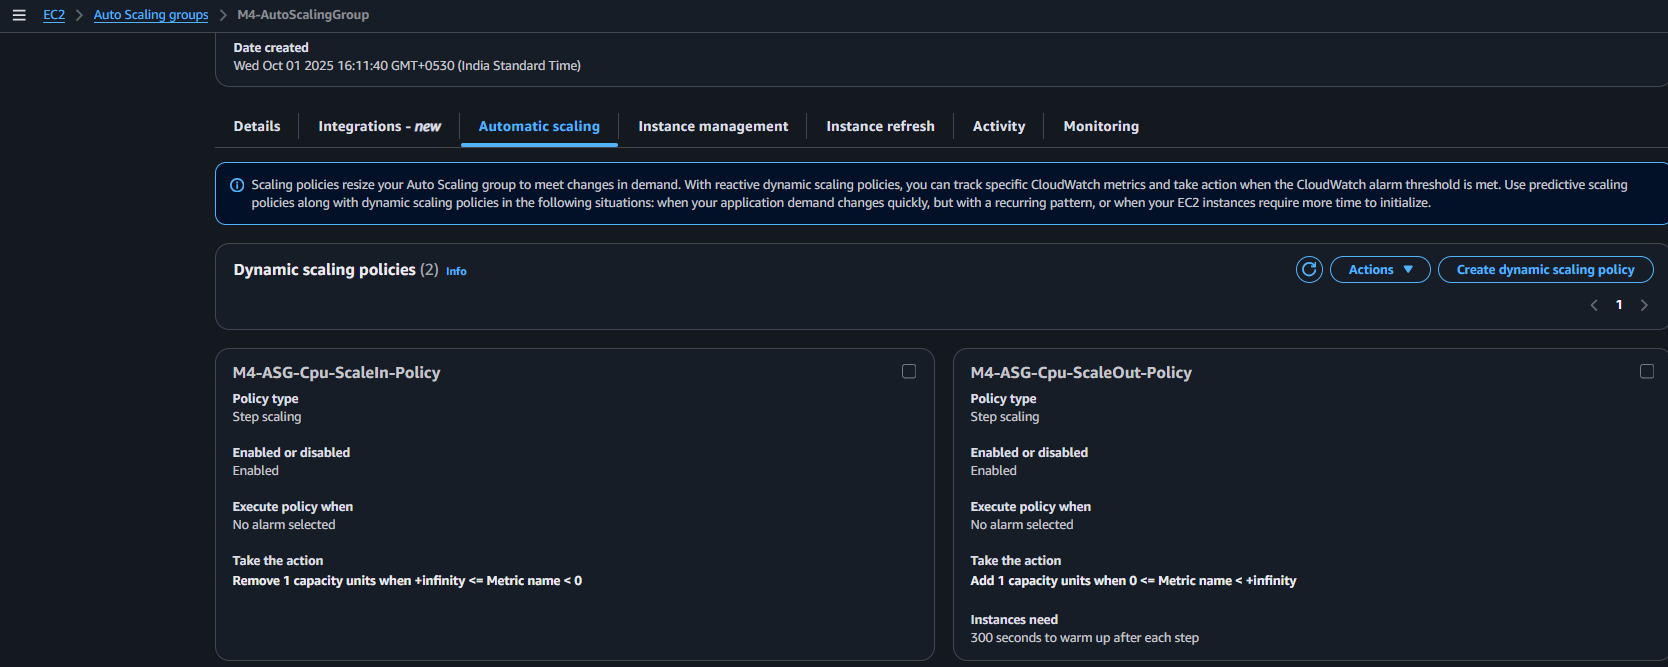 EC2 > Auto Scaling groups > M4-AutoScalingGroup
Date created
Wed Oct 01 2025 16:11:40 GMT+0530 (India Standard Time)
Details
Integrations - new
Automatic scaling
Instance management
Instance refresh
Activity
Monitoring
Scaling policies resize your Auto Scaling group to meet changes in demand. With reactive dynamic scaling policies, you can track specific CloudWatch metrics and take action when the CloudWatch alarm threshold is met. Use predictive scaling
policies along with dynamic scaling policies in the following situations: when your application demand changes quickly, but with a recurring pattern, or when your EC2 instances require more time to initialize.
Dynamic scaling policies (2) Info
Actions
Create dynamic scaling policy
1
M4-ASG-Cpu-ScaleIn-Policy
Policy type
Step scaling
Enabled or disabled
Enabled
Execute policy when
No alarm selected
Take the action
Remove 1 capacity units when +infinity <= Metric name < 0
M4-ASG-Cpu-ScaleOut-Policy
Policy type
Step scaling
Enabled or disabled
Enabled
Execute policy when
No alarm selected
Take the action
Add 1 capacity units when 0 <= Metric name < +infinity
Instances need
300 seconds to warm up after each step